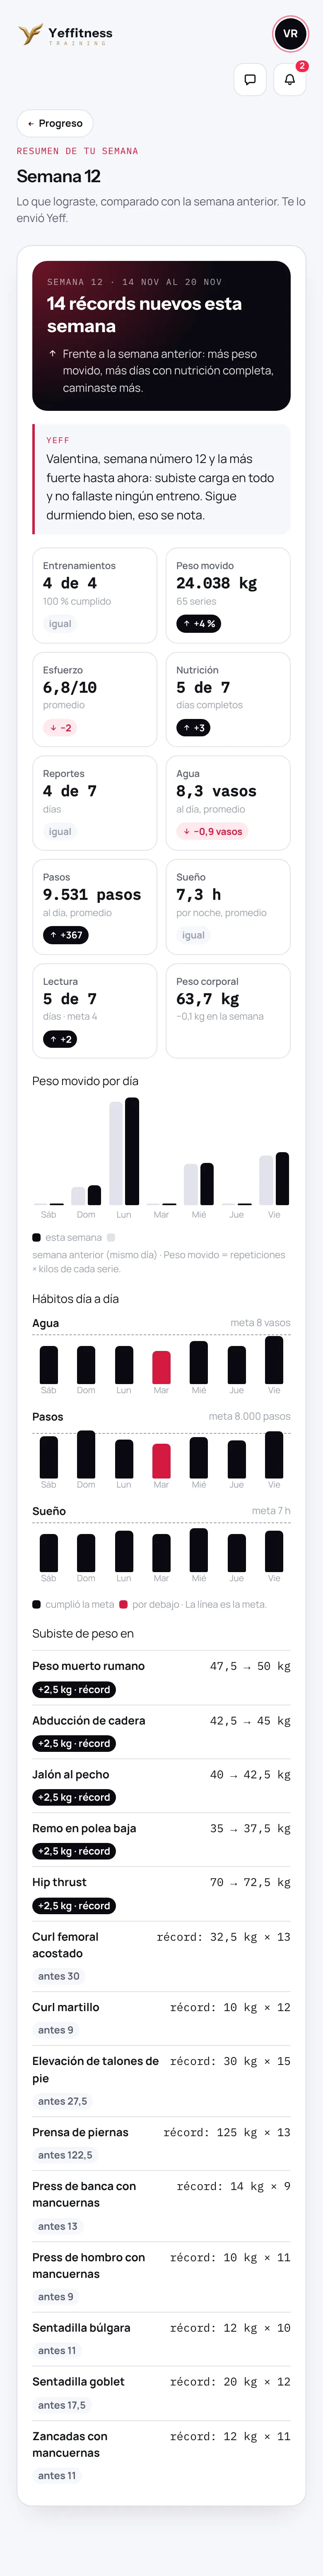 Yeffitness
TRAINING
VR
2
← Progreso
RESUMEN DE TU SEMANA
Semana 12
Lo que lograste, comparado con la semana anterior. Te lo
envió Yeff.
SEMANA 12 · 14 NOV AL 20 NOV
14 récords nuevos esta
semana
↑ Frente a la semana anterior: más peso
movido, más días con nutrición completa,
caminaste más.
YEFF
Valentina, semana número 12 y la más
fuerte hasta ahora: subiste carga en todo
y no fallaste ningún entreno. Sigue
durmiendo bien, eso se nota.
Entrenamientos
4 de 4
100 % cumplido
igual
Peso movido
24.038 kg
65 series
↑ +4 %
Esfuerzo
6,8/10
promedio
↓ −2
Nutrición
5 de 7
días completos
↑ +3
Reportes
4 de 7
días
igual
Agua
8,3 vasos
al día, promedio
↓ −0,9 vasos
Pasos
9.531 pasos
al día, promedio
↑ +367
Sueño
7,3 h
por noche, promedio
igual
Lectura
5 de 7
días · meta 4
↑ +2
Peso corporal
63,7 kg
−0,1 kg en la semana
Peso movido por día
Sáb Dom Lun Mar Mié Jue Vie
esta semana
semana anterior (mismo día) · Peso movido = repeticiones
× kilos de cada serie.
Hábitos día a día
Agua meta 8 vasos
Sáb Dom Lun Mar Mié Jue Vie
Pasos meta 8.000 pasos
Sáb Dom Lun Mar Mié Jue Vie
Sueño meta 7 h
Sáb Dom Lun Mar Mié Jue Vie
cumplió la meta por debajo · La línea es la meta.
Subiste de peso en
Peso muerto rumano 47,5 → 50 kg
+2,5 kg · récord
Abducción de cadera 42,5 → 45 kg
+2,5 kg · récord
Jalón al pecho 40 → 42,5 kg
+2,5 kg · récord
Remo en polea baja 35 → 37,5 kg
+2,5 kg · récord
Hip thrust 70 → 72,5 kg
+2,5 kg · récord
Curl femoral récord: 32,5 kg × 13
acostado
antes 30
Curl martillo récord: 10 kg × 12
antes 9
Elevación de talones de récord: 30 kg × 15
pie
antes 27,5
Prensa de piernas récord: 125 kg × 13
antes 122,5
Press de banca con récord: 14 kg × 9
mancuernas
antes 13
Press de hombro con récord: 10 kg × 11
mancuernas
antes 9
Sentadilla búlgara récord: 12 kg × 10
antes 11
Sentadilla goblet récord: 20 kg × 12
antes 17,5
Zancadas con récord: 12 kg × 11
mancuernas
antes 11